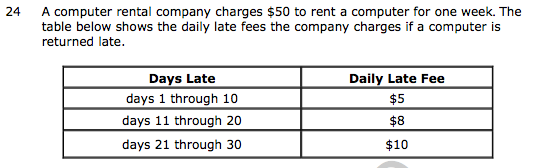 24 A computer rental company charges $50 to rent a computer for one week. The
table below shows the daily late fees the company charges if a computer is
returned late.
Days Late Daily Late Fee
days 1 through 10 $5
days 11 through 20 $8
days 21 through 30 $10